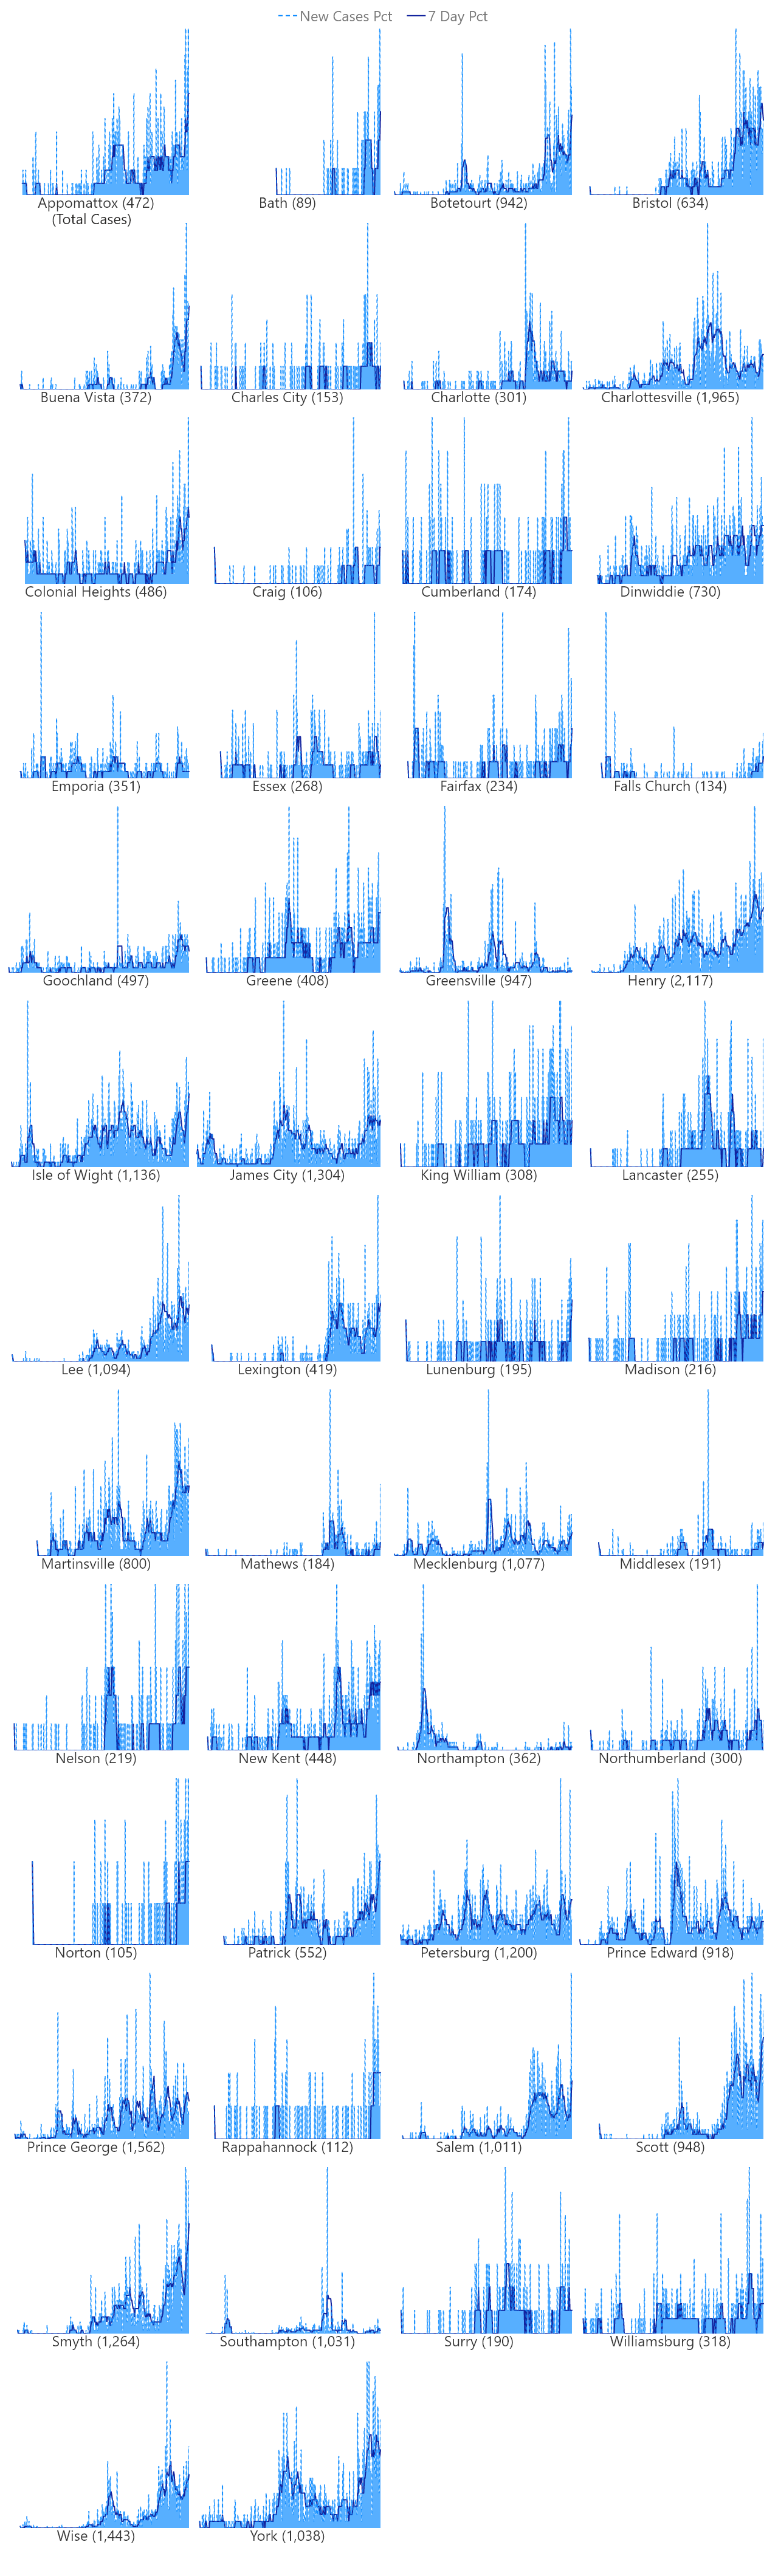 New Cases Pct 7 Day Pct
Appomattox (472) Bath (89) Botetourt (942) Bristol (634)
(Total Cases)
Buena Vista (372) Charles City (153) Charlotte (301) Charlottesville (1,965)
Colonial Heights (486) Craig (106) Cumberland (174) Dinwiddie (730)
Emporia (351) Essex (268) Fairfax (234) Falls Church (134)
Goochland (497) Greene (408) Greensville (947) Henry (2,117)
Isle of Wight (1,136) James City (1,304) King William (308) Lancaster (255)
Lee (1,094) Lexington (419) Lunenburg (195) Madison (216)
Martinsville (800) Mathews (184) Mecklenburg (1,077) Middlesex (191)
Nelson (219) New Kent (448) Northampton (362) Northumberland (300)
Norton (105) Patrick (552) Petersburg (1,200) Prince Edward (918)
Prince George (1,562) Rappahannock (112) Salem (1,011) Scott (948)
Smyth (1,264) Southampton (1,031) Surry (190) Williamsburg (318)
Wise (1,443) York (1,038)